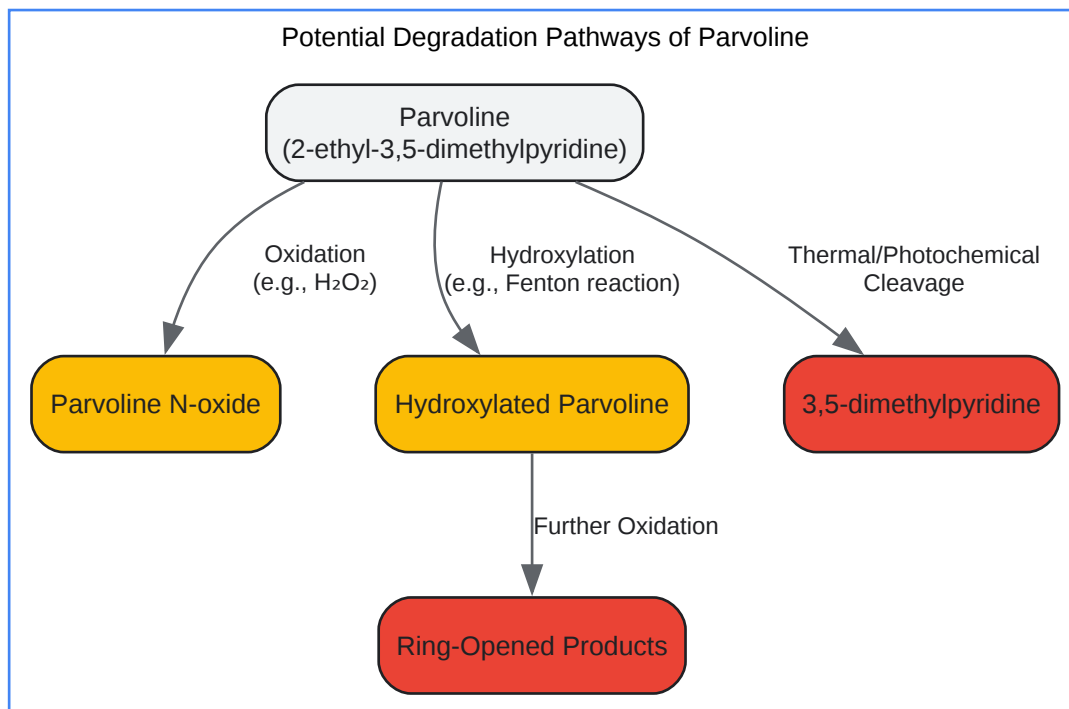 Potential Degradation Pathways of Parvoline
Parvoline
(2-ethyl-3,5-dimethylpyridine)
Oxidation
(e.g., H₂O₂)
Hydroxylation
(e.g., Fenton reaction)
Thermal/Photochemical
Cleavage
Parvoline N-oxide
Hydroxylated Parvoline
3,5-dimethylpyridine
Further Oxidation
Ring-Opened Products